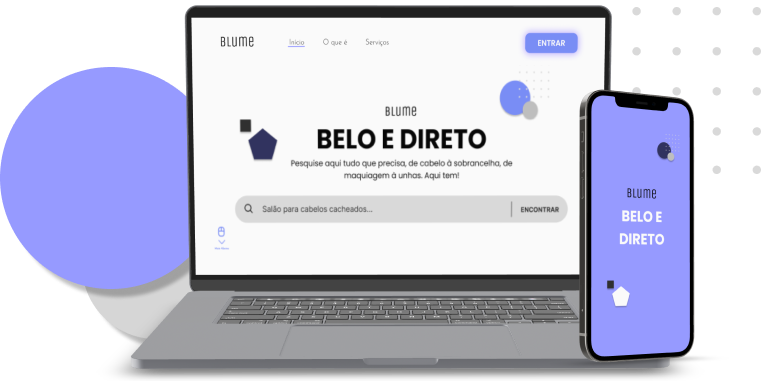 BLUME
Início
O que é
Serviços
ENTRAR
BLUME
BELO E DIRETO
Pesquise aqui tudo que precisa, de cabelo à sobrancelha, de
maquiagem à unhas. Aqui tem!
Salão para cabelos cacheados...
ENCONTRAR
BLUME
BELO E
DIRETO